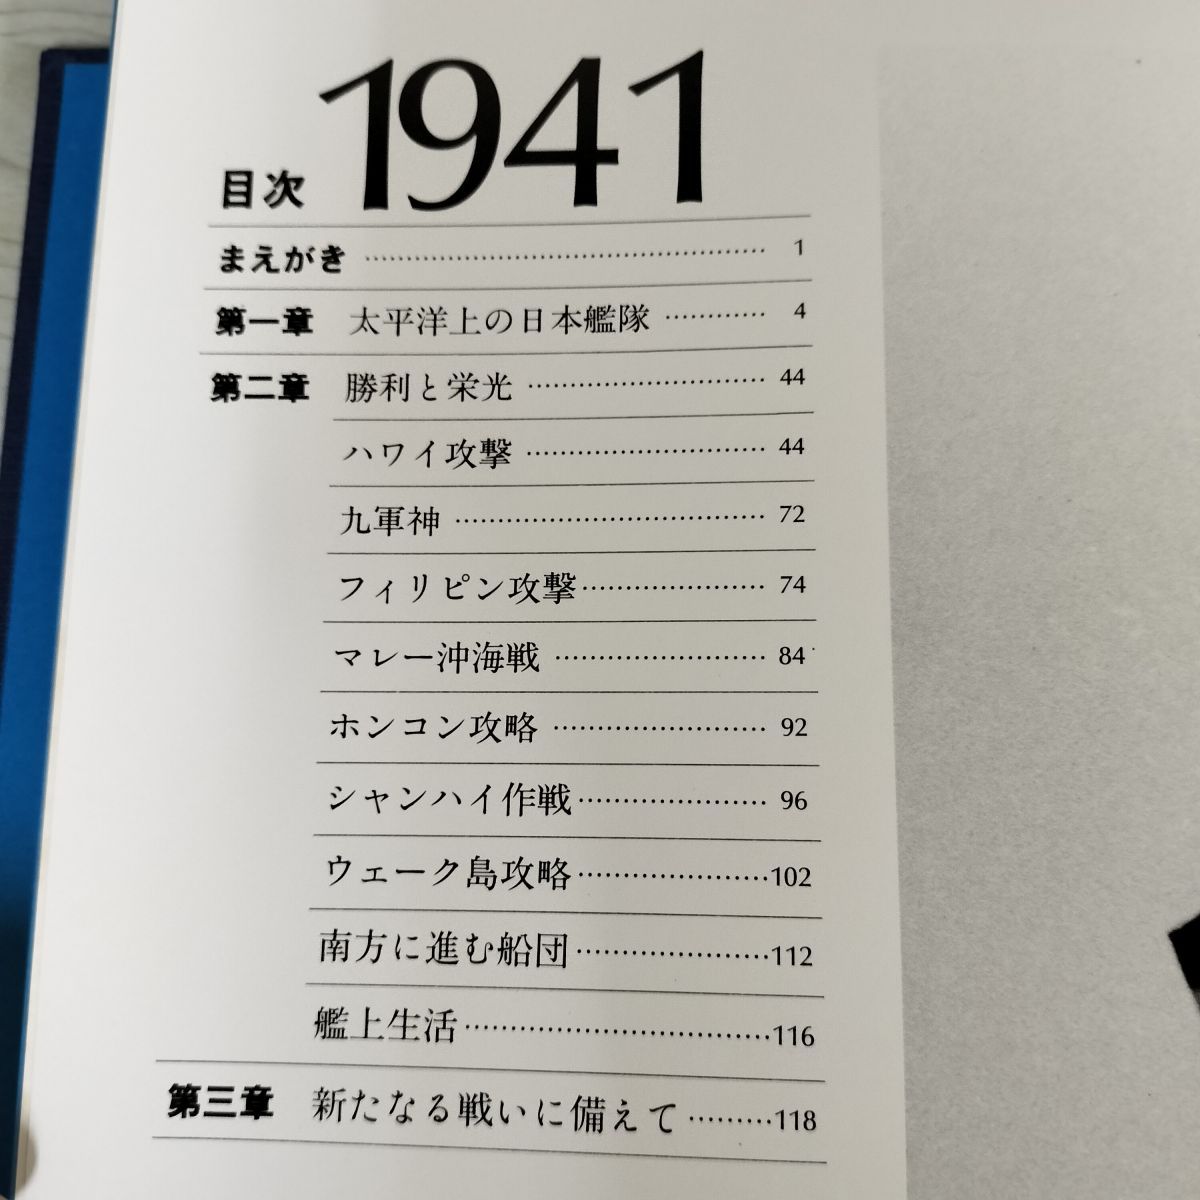 1941
目次
まえがき…………………………………………1
第一章 太平洋上の日本艦隊…………4
第二章 勝利と栄光………………………44
ハワイ攻撃………………………44
九軍神………………………………72
フィリピン攻撃…………………74
マレー沖海戦……………………84
ホンコン攻略……………………92
シャンハイ作戦…………………96
ウェーク島攻略…………………102
南方に進む船団…………………112
艦上生活……………………………116
第三章 新たなる戦いに備えて………118